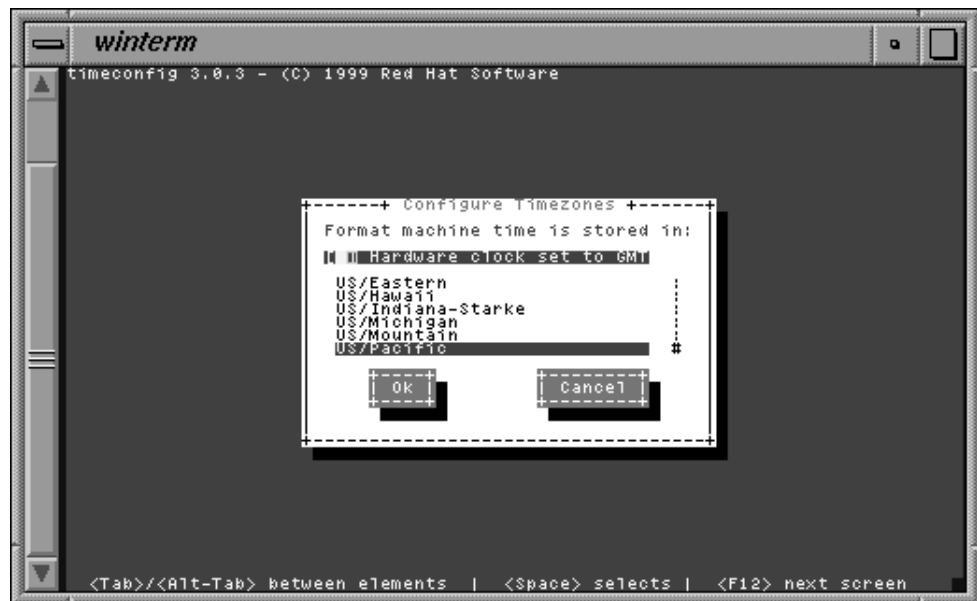 winterm
timeconfig 3.0.3 - (C) 1999 Red Hat Software
Configure Timezones
Format machine time is stored in:
[ ] Hardware clock set to GMT
US/Eastern
US/Hawaii
US/Indiana-Starke
US/Michigan
US/Mountain
US/Pacific #
Ok Cancel
<Tab>/<Alt-Tab> between elements | <Space> selects | <F12> next screen